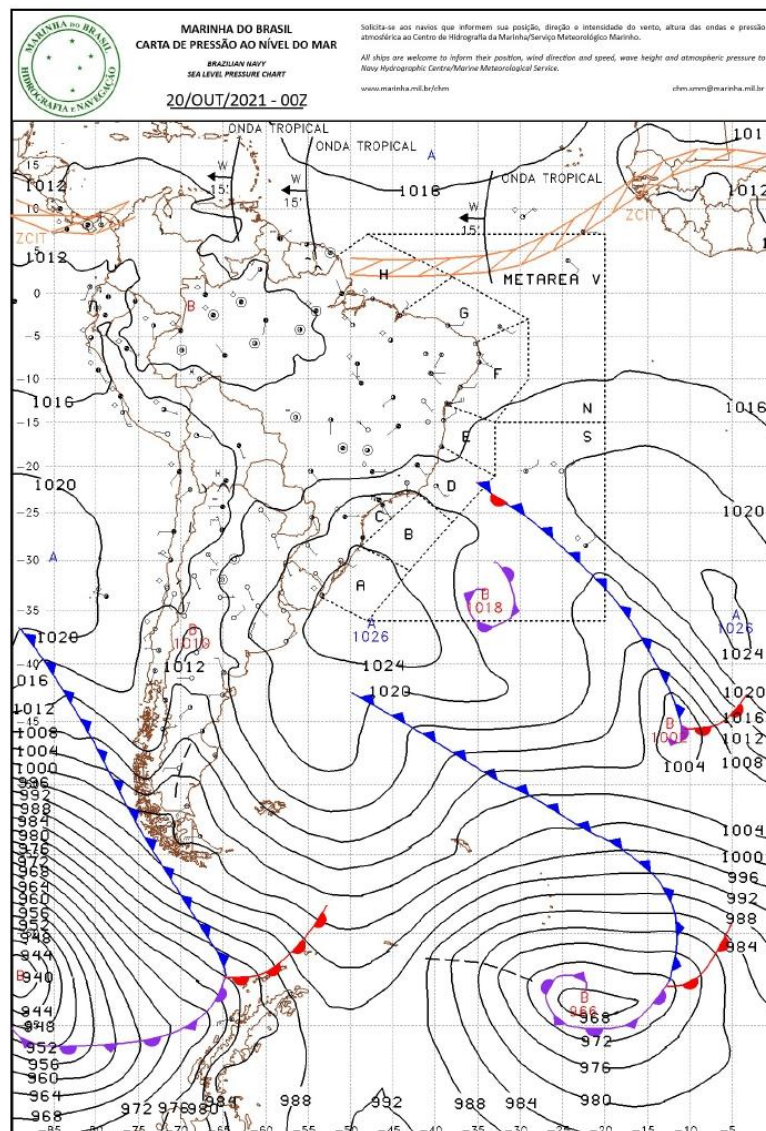 MARINHA DO BRASIL
HIDROGRAFIA e NAVEGAÇÃO
MARINHA DO BRASIL
CARTA DE PRESSÃO AO NÍVEL DO MAR
BRAZILIAN NAVY
SEA LEVEL PRESSURE CHART
20/OUT/2021 - 00Z
Solicita-se aos navios que informem sua posição, direção e intensidade do vento, altura das ondas e pressão
atmosférica ao Centro de Hidrografia da Marinha/Serviço Meteorológico Marinho.
All ships are welcome to inform their position, wind direction and speed, wave height and atmospheric pressure to
Navy Hydrographic Centre/Marine Meteorological Service.
www.marinha.mil.br/chm
chm.smm@marinha.mil.br
ONDA TROPICAL
ONDA TROPICAL
A
15
1012
W
15'
W
15'
1016
ONDA TROPICAL
1012
10
W
15'
ZCIT
ZCIT
5
1012
H
METAREA V
0
B
G
-5
F
-10
1016
N
1016
-15
E
S
-20
1020
D
-25
C
1020
B
A
-30
A
B
1018
-35
A
1026
B
1010
A
1026
1020
1012
1024
1024
-40
016
1020
1020
1012
1016
-45
1008
B
1012
1004
1004
1008
1000
996
992
988
1004
984
980
1000
976
996
972
968
992
964
960
988
956
952
984
948
944
B
940
B
966
944
968
948
972
952
956
976
960
964
984
988
992
988
984
980
968
972
976
980
-85
-80
-75
-70
-65
-60
-55
-50
-45
-40
-35
-30
-25
-20
-15
-10
-5